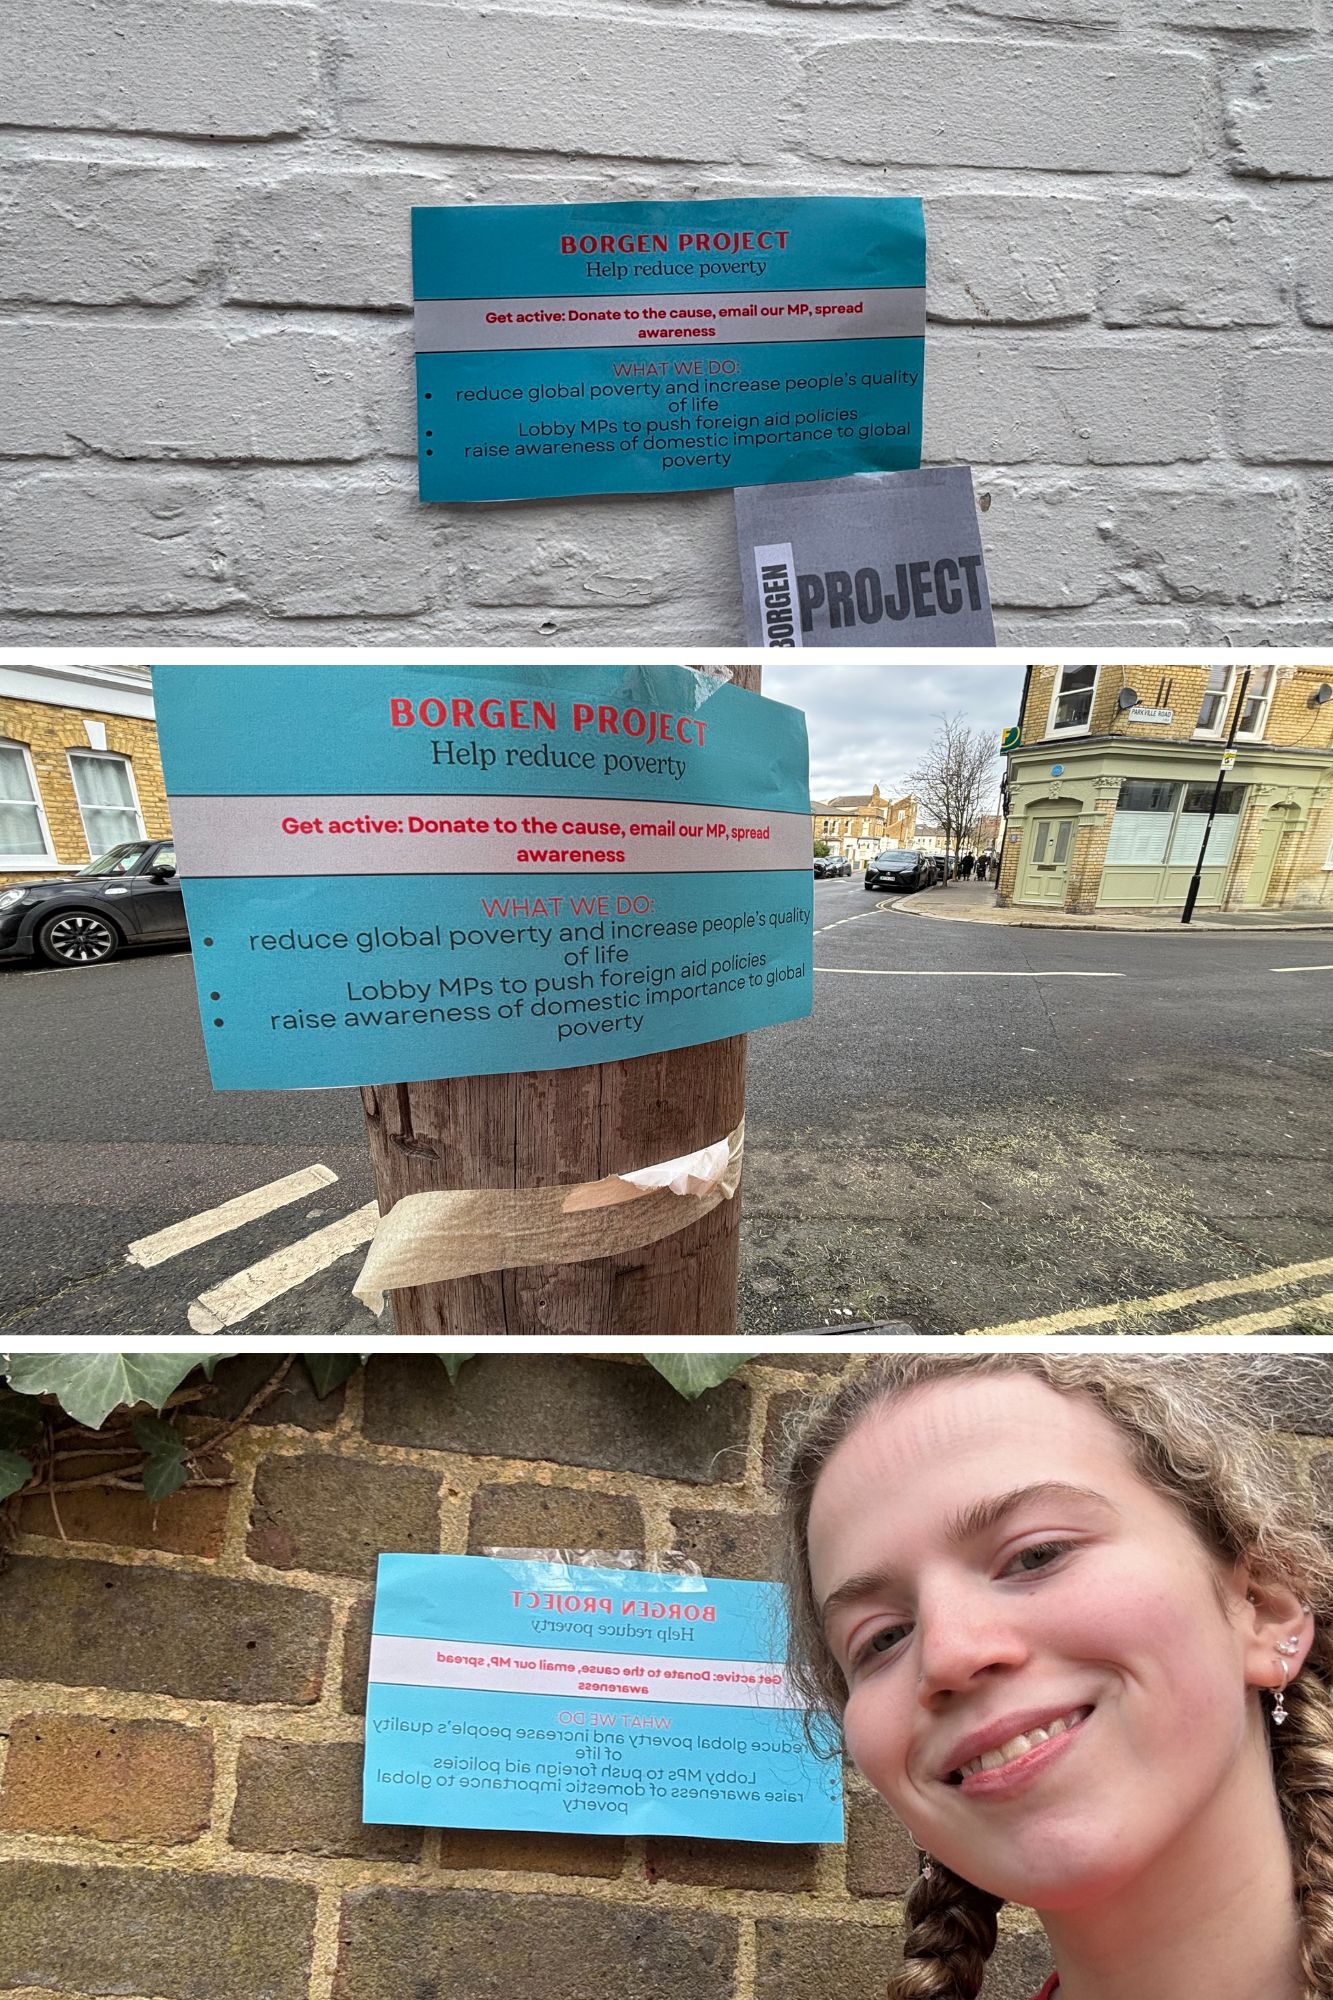 BORGEN PROJECT
Help reduce poverty
Get active: Donate to the cause, email our MP, spread
awareness
WHAT WE DO:
• reduce global poverty and increase people's quality
of life
• Lobby MPs to push foreign aid policies
• raise awareness of domestic importance to global
poverty
BORGEN
PROJECT
BORGEN PROJECT
Help reduce poverty
Get active: Donate to the cause, email our MP, spread
awareness
WHAT WE DO:
• reduce global poverty and increase people's quality
of life
• Lobby MPs to push foreign aid policies
• raise awareness of domestic importance to global
poverty
PARKVILLE ROAD
BORGEN PROJECT
Help reduce poverty
Get active: Donate to the cause, email our MP, spread
awareness
WHAT WE DO:
reduce global poverty and increase people's quality
of life
• Lobby MPs to push foreign aid policies
• raise awareness of domestic importance to global
poverty